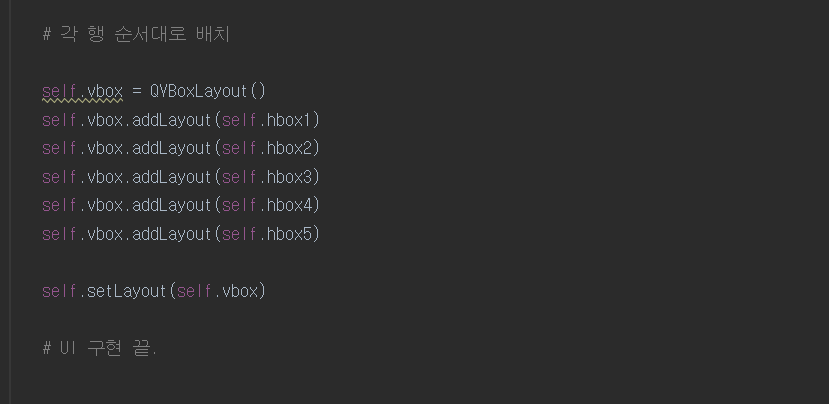 # 각 행 순서대로 배치
self.vbox = QVBoxLayout()
self.vbox.addLayout(self.hbox1)
self.vbox.addLayout(self.hbox2)
self.vbox.addLayout(self.hbox3)
self.vbox.addLayout(self.hbox4)
self.vbox.addLayout(self.hbox5)
self.setLayout(self.vbox)
# UI 구현 끝.